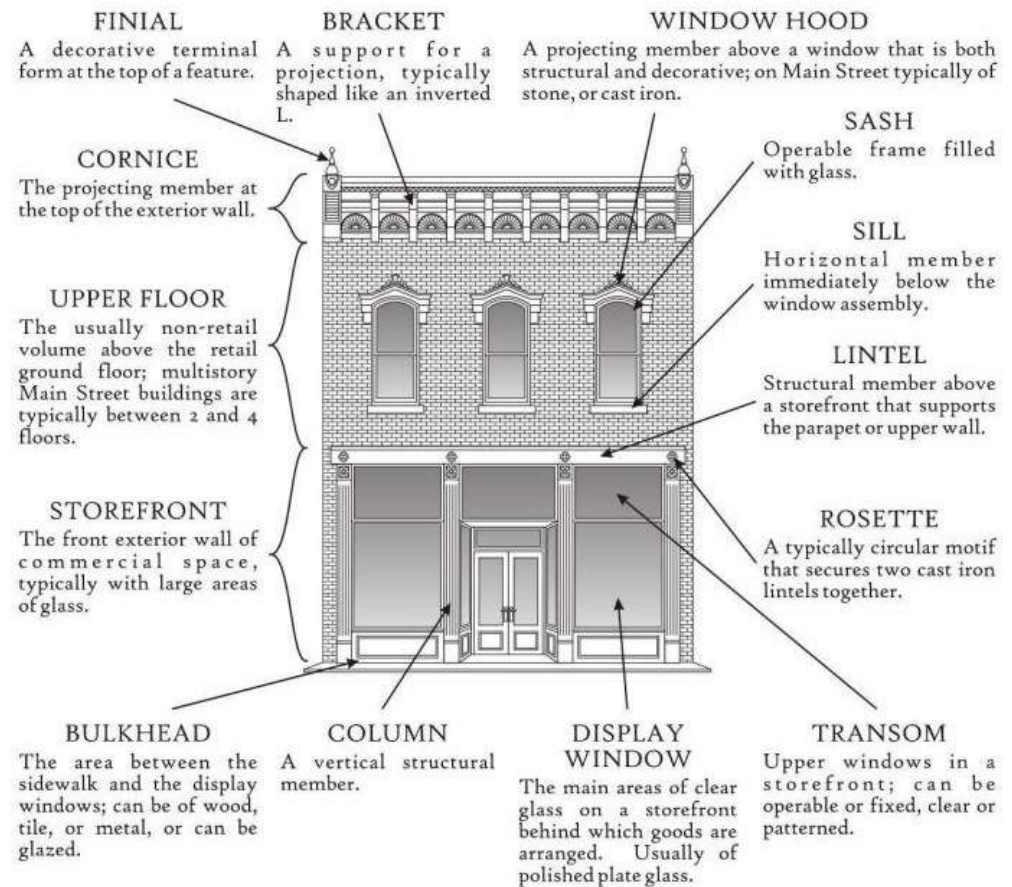 FINIAL
A decorative terminal
form at the top of a feature.
BRACKET
A support for a
projection, typically
shaped like an inverted
L.
WINDOW HOOD
A projecting member above a window that is both
structural and decorative; on Main Street typically of
stone, or cast iron.
SASH
Operable frame filled
with glass.
CORNICE
The projecting member at
the top of the exterior wall.
SILL
Horizontal member
immediately below the
window assembly.
UPPER FLOOR
The usually non-retail
volume above the retail
ground floor; multistory
Main Street buildings are
typically between 2 and 4
floors.
LINTEL
Structural member above
a storefront that supports
the parapet or upper wall.
STOREFRONT
The front exterior wall of
commercial space,
typically with large areas
of glass.
ROSETTE
A typically circular motif
that secures two cast iron
lintels together.
BULKHEAD
The area between the
sidewalk and the display
windows; can be of wood,
tile, or metal, or can be
glazed.
COLUMN
A vertical structural
member.
DISPLAY
WINDOW
The main areas of clear
glass on a storefront
behind which goods are
arranged. Usually of
polished plate glass.
TRANSOM
Upper windows in a
storefront; can be
operable or fixed, clear or
patterned.